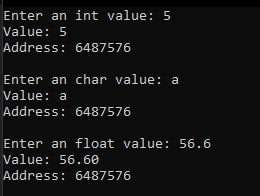 Enter an int value: 5
Value: 5
Address: 6487576
Enter an char value: a
Value: a
Address: 6487576
Enter an float value: 56.6
Value: 56.60
Address: 6487576